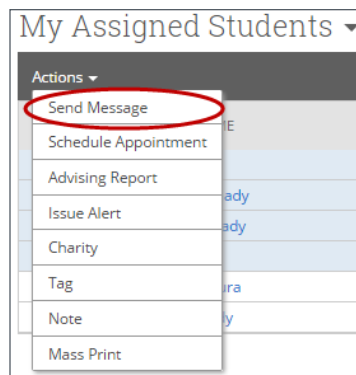 My Assigned Students
Actions
Send Message
Schedule Appointment
Advising Report
Issue Alert
Charity
Tag
Note
Mass Print